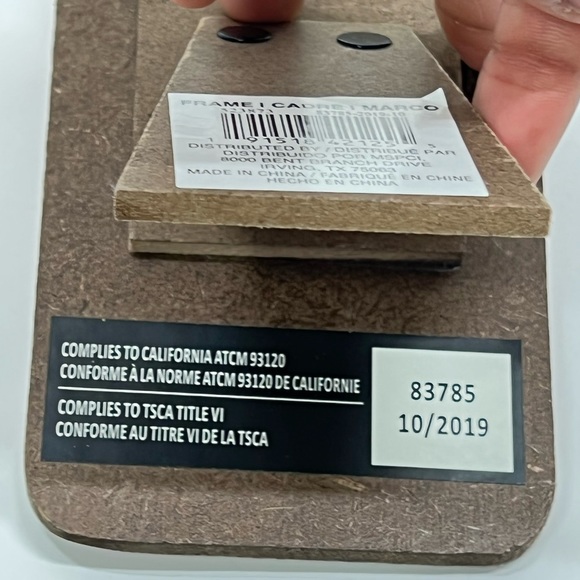 FRAME | CADRE | MARCO
DISTRIBUTED BY / DISTRIBUÉ PAR
DISTRIBUIDO POR MSPCI,
8000 BENT BRANCH DRIVE
IRVING, TX 75063
MADE IN CHINA / FABRIQUÉ EN CHINE
HECHO EN CHINA
COMPLIES TO CALIFORNIA ATCM 93120
CONFORME À LA NORME ATCM 93120 DE CALIFORNIE
COMPLIES TO TSCA TITLE VI
CONFORME AU TITRE VI DE LA TSCA
83785
10/2019